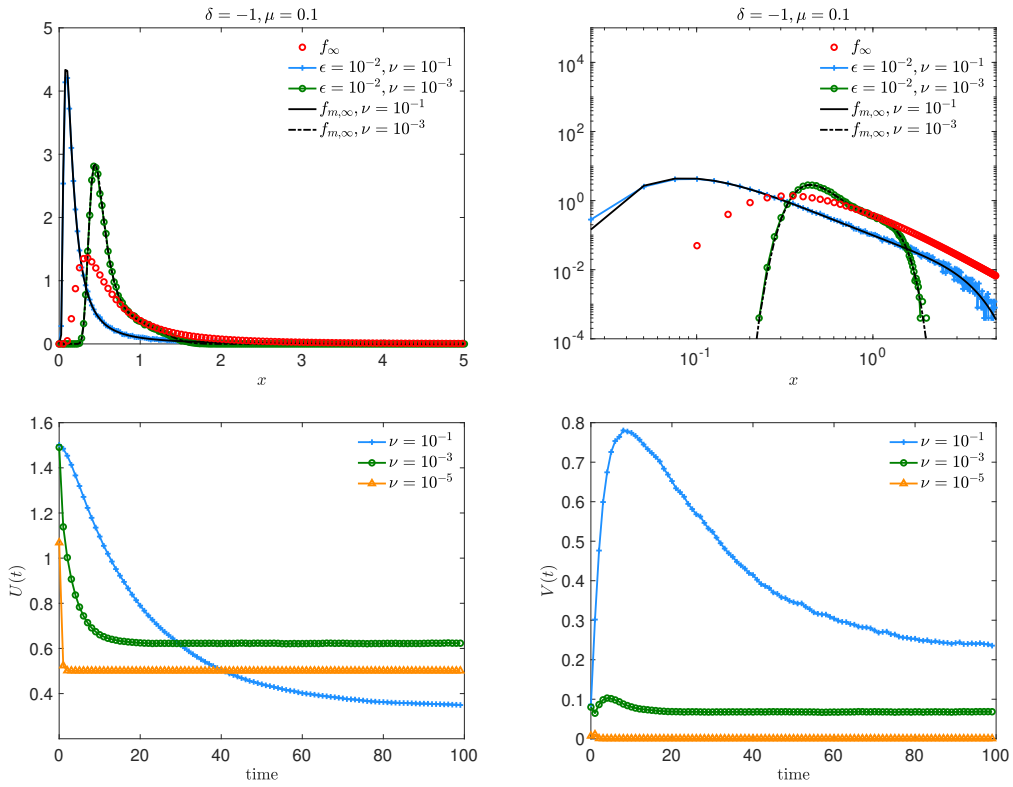 δ = −1, μ = 0.1
5
4
3
2
1
0
0 1 2 3 4 5
x
f∞
ϵ = 10⁻², ν = 10⁻¹
ϵ = 10⁻², ν = 10⁻³
fₘ,∞, ν = 10⁻¹
fₘ,∞, ν = 10⁻³
δ = −1, μ = 0.1
10⁴
10²
10⁰
10⁻²
10⁻⁴
10⁻¹ 10⁰
x
f∞
ϵ = 10⁻², ν = 10⁻¹
ϵ = 10⁻², ν = 10⁻³
fₘ,∞, ν = 10⁻¹
fₘ,∞, ν = 10⁻³
U(t)
1.6
1.4
1.2
1
0.8
0.6
0.4
0 20 40 60 80 100
time
ν = 10⁻¹
ν = 10⁻³
ν = 10⁻⁵
V(t)
0.8
0.7
0.6
0.5
0.4
0.3
0.2
0.1
0
0 20 40 60 80 100
time
ν = 10⁻¹
ν = 10⁻³
ν = 10⁻⁵